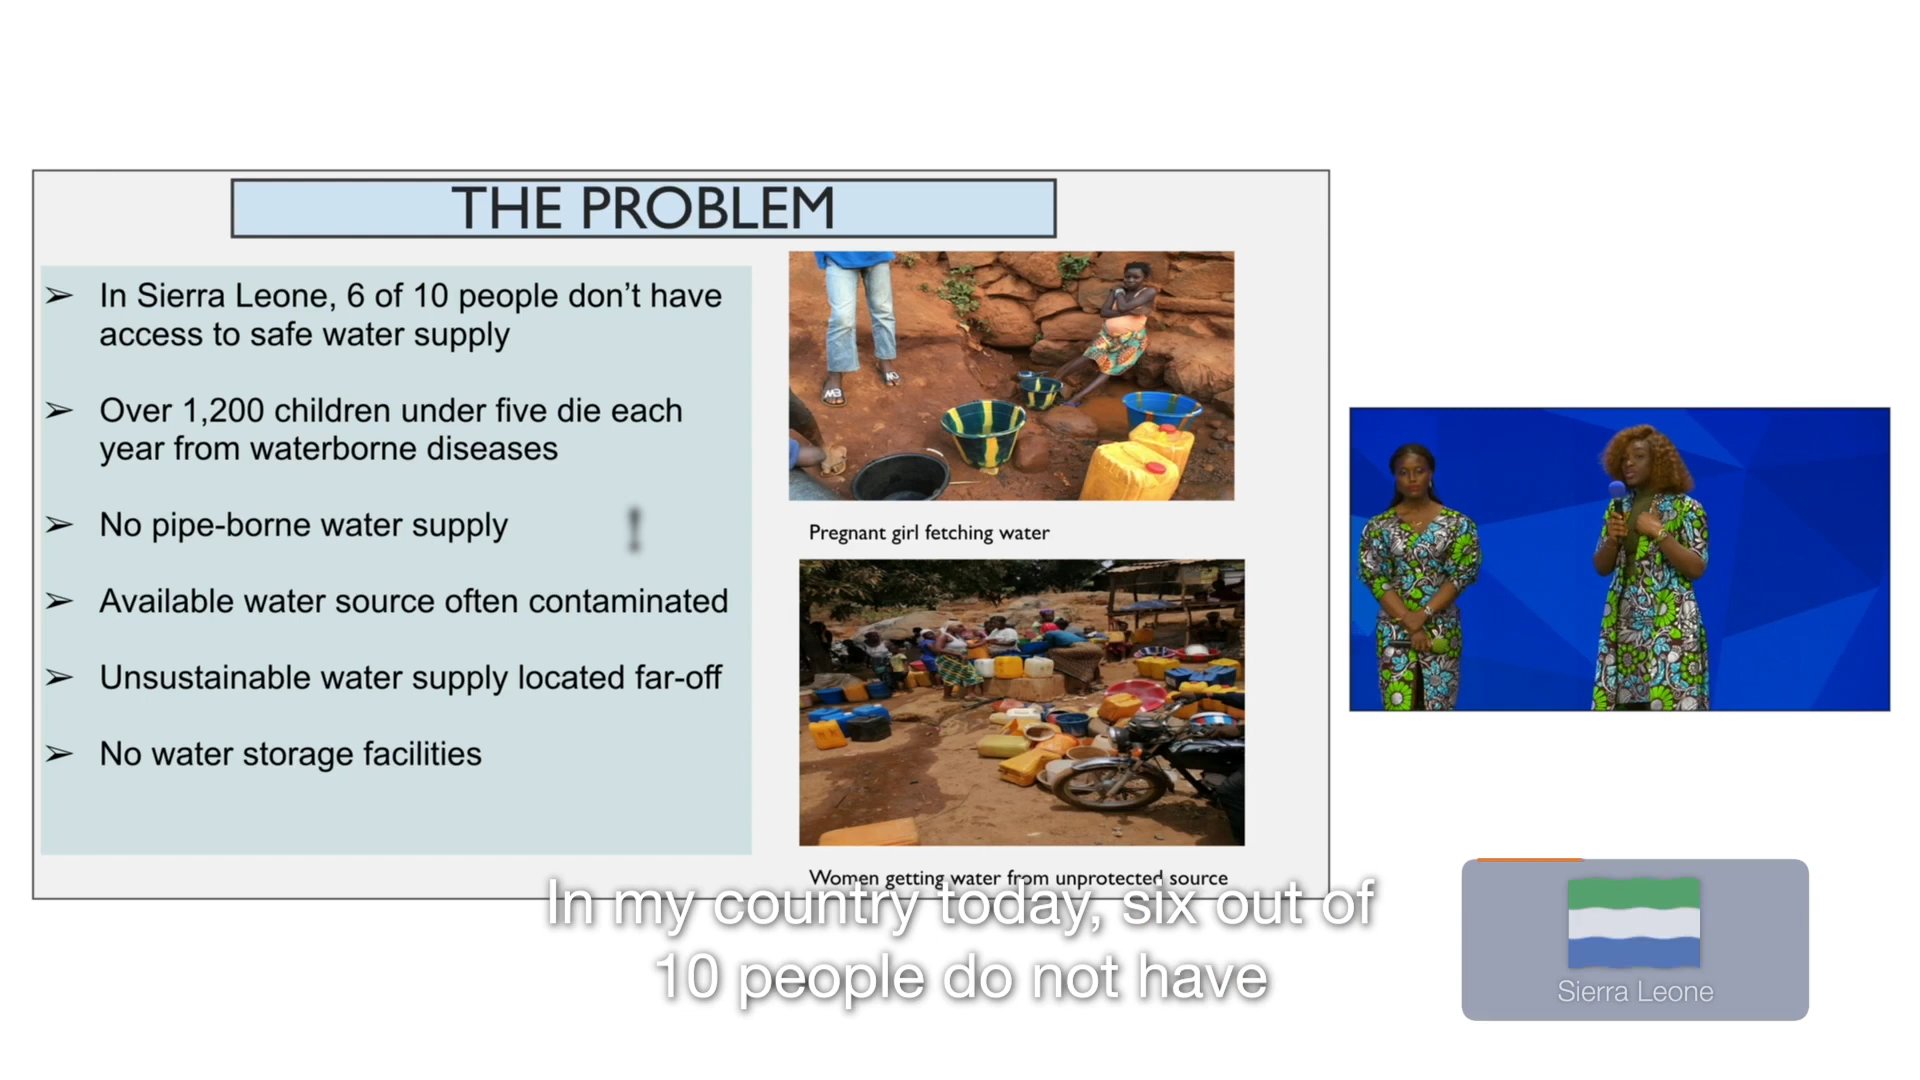 THE PROBLEM
➢ In Sierra Leone, 6 of 10 people don’t have
access to safe water supply
➢ Over 1,200 children under five die each
year from waterborne diseases
➢ No pipe-borne water supply
!
➢ Available water source often contaminated
➢ Unsustainable water supply located far-off
➢ No water storage facilities
Pregnant girl fetching water
Women getting water from unprotected source
In my country today, six out of
10 people do not have
Sierra Leone